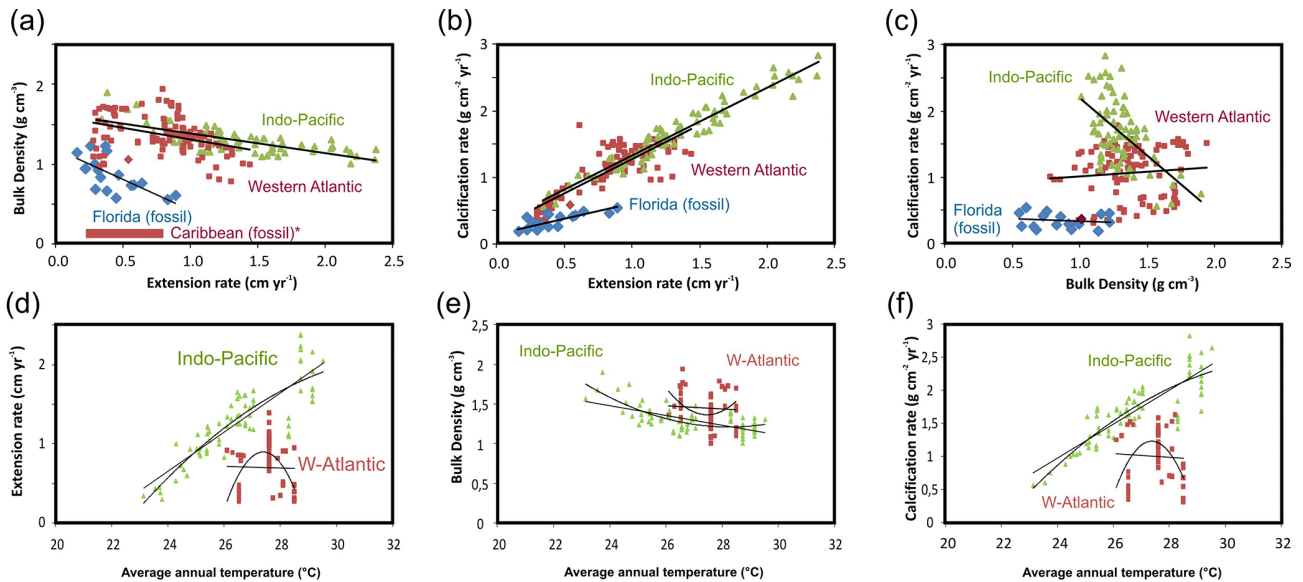 (a)
Bulk Density (g cm⁻³)
2
1
0
Indo-Pacific
Western Atlantic
Florida (fossil)
Caribbean (fossil)*
0.0 0.5 1.0 1.5 2.0 2.5
Extension rate (cm yr⁻¹)
(b)
Calcification rate (g cm⁻² yr⁻¹)
3
2
1
0
Indo-Pacific
Western Atlantic
Florida (fossil)
0.0 0.5 1.0 1.5 2.0 2.5
Extension rate (cm yr⁻¹)
(c)
Calcification rate (g cm⁻² yr⁻¹)
3
2
1
0
Indo-Pacific
Western Atlantic
Florida
(fossil)
0.0 0.5 1.0 1.5 2.0 2.5
Bulk Density (g cm⁻³)
(d)
Extension rate (cm yr⁻¹)
2
1
0
Indo-Pacific
W-Atlantic
20 22 24 26 28 30 32
Average annual temperature (°C)
(e)
Bulk Density (g cm⁻³)
2,5
2
1,5
1
0,5
0
Indo-Pacific
W-Atlantic
20 22 24 26 28 30 32
Average annual temperature (°C)
(f)
Calcification rate (g cm⁻² yr⁻¹)
3
2,5
2
1,5
1
0,5
0
Indo-Pacific
W-Atlantic
20 22 24 26 28 30 32
Average annual temperature (°C)